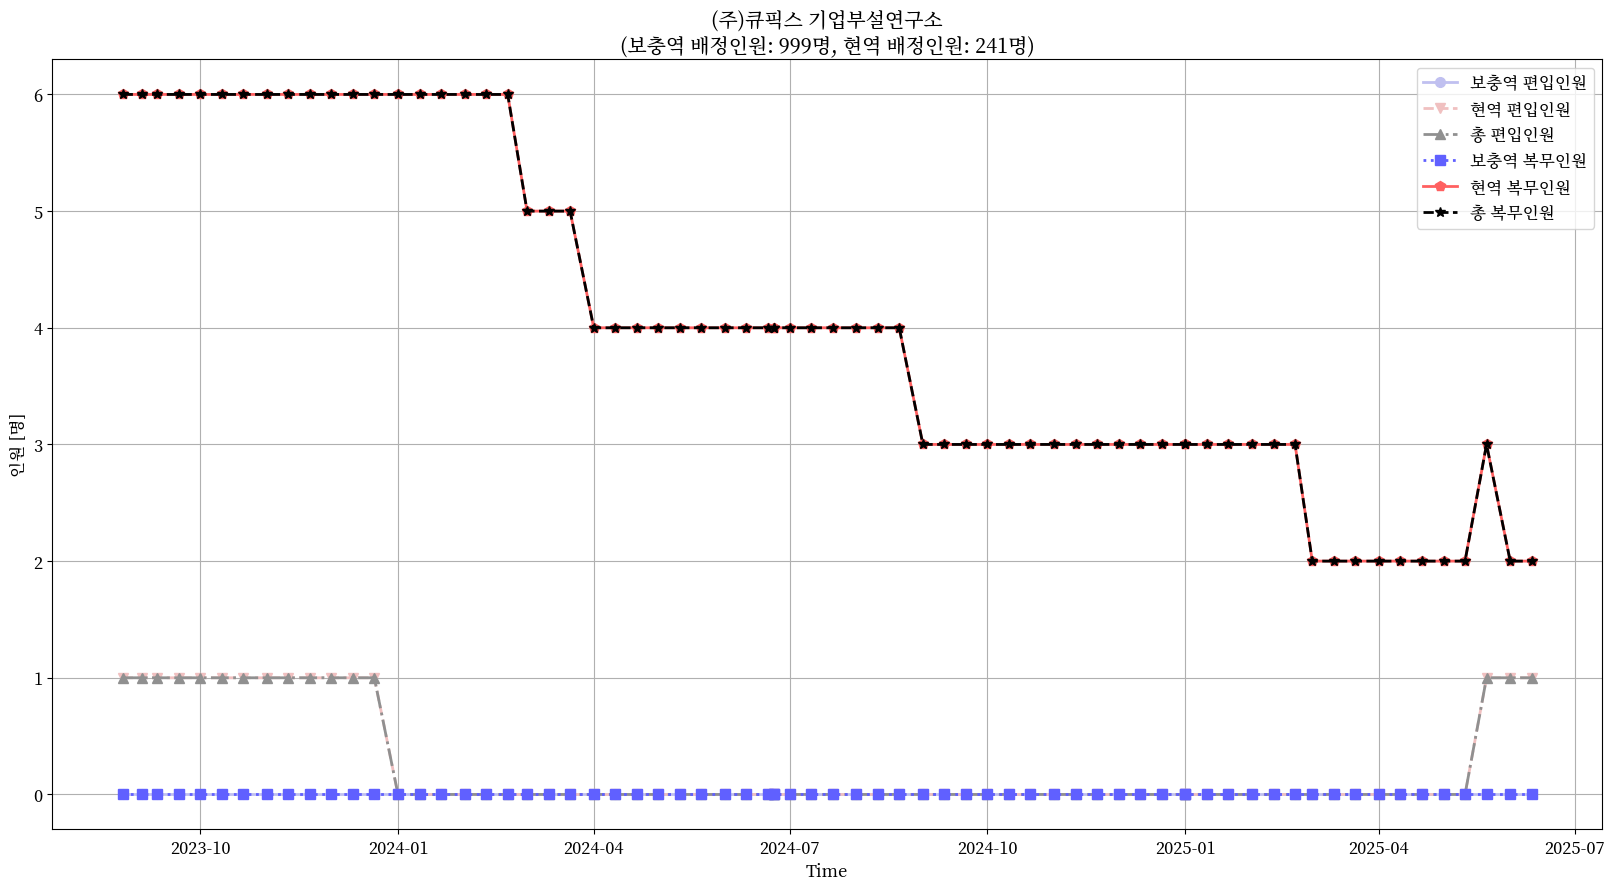 (주)큐픽스 기업부설연구소
(보충역 배정인원: 999명, 현역 배정인원: 241명)
보충역 편입인원
현역 편입인원
총 편입인원
보충역 복무인원
현역 복무인원
총 복무인원
인원 [명]
6
5
4
3
2
1
0
2023-10
2024-01
2024-04
2024-07
2024-10
2025-01
2025-04
2025-07
Time